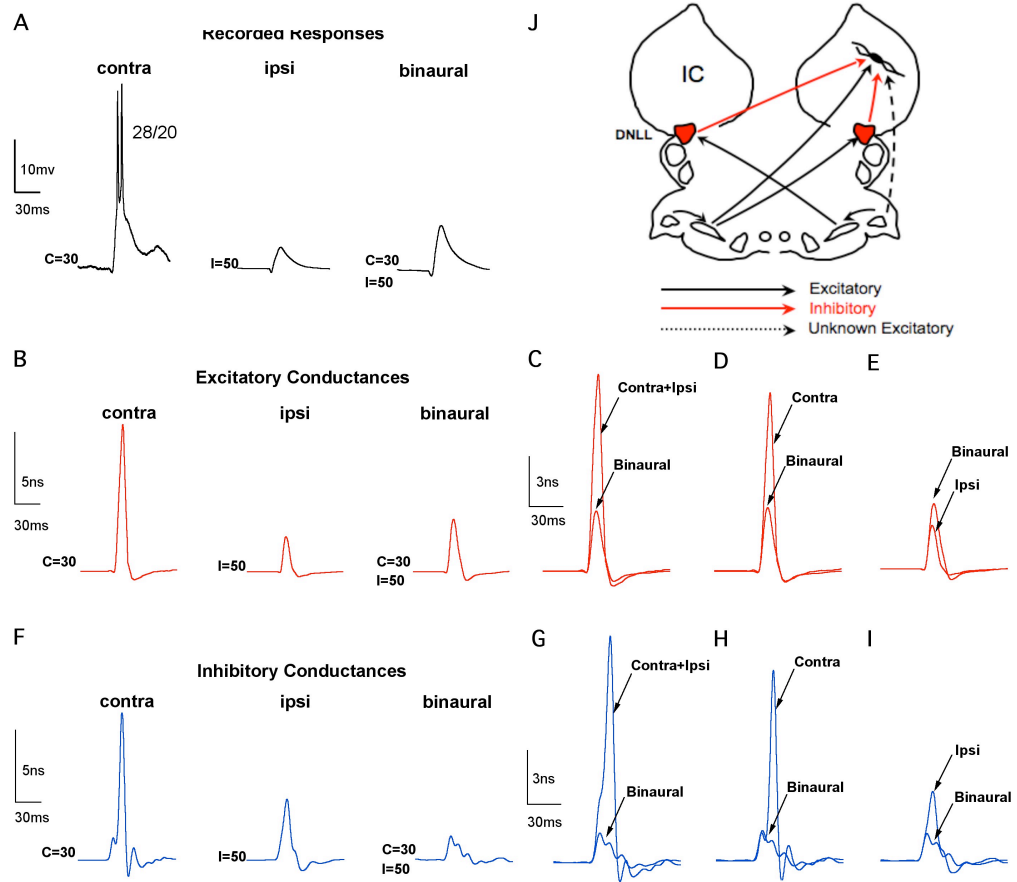 A
Recorded Responses
contra
ipsi
binaural
28/20
10mv
30ms
C=30
I=50
C=30
I=50
J
IC
DNLL
Excitatory
Inhibitory
Unknown Excitatory
B
Excitatory Conductances
contra
ipsi
binaural
5ns
30ms
C=30
I=50
C=30
I=50
C
Contra+Ipsi
Binaural
3ns
30ms
D
Contra
Binaural
E
Binaural
Ipsi
F
Inhibitory Conductances
contra
ipsi
binaural
5ns
30ms
C=30
I=50
C=30
I=50
G
Contra+Ipsi
Binaural
3ns
30ms
H
Contra
Binaural
I
Ipsi
Binaural